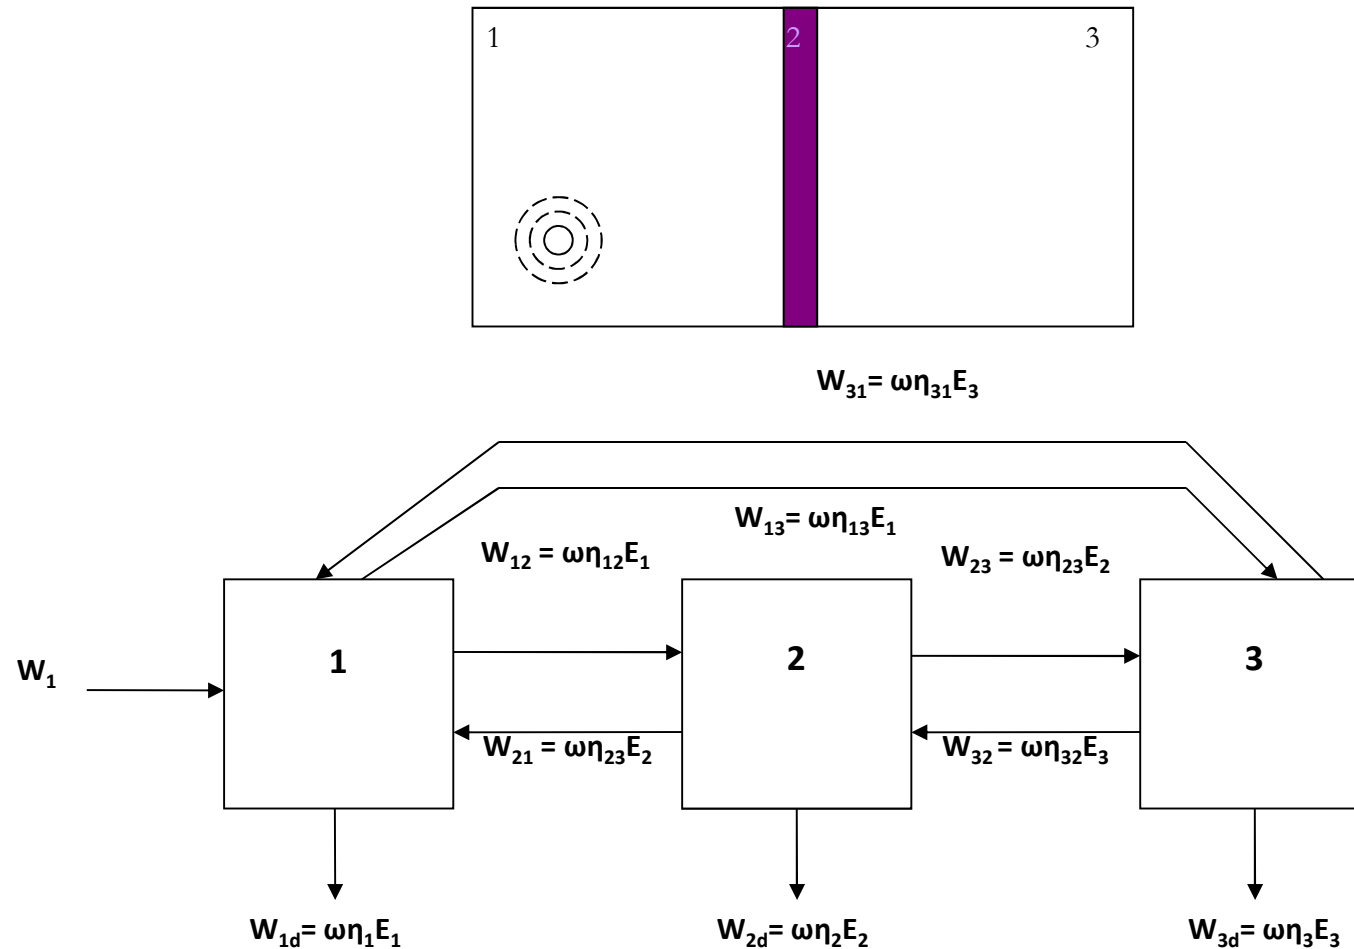 1 2 3
W₃₁= ωη₃₁E₃
W₁₃= ωη₁₃E₁
W₁₂ = ωη₁₂E₁
W₂₃ = ωη₂₃E₂
1 2 3
W₁
W₂₁ = ωη₂₃E₂
W₃₂ = ωη₃₂E₃
W₁d= ωη₁E₁
W₂d= ωη₂E₂
W₃d= ωη₃E₃